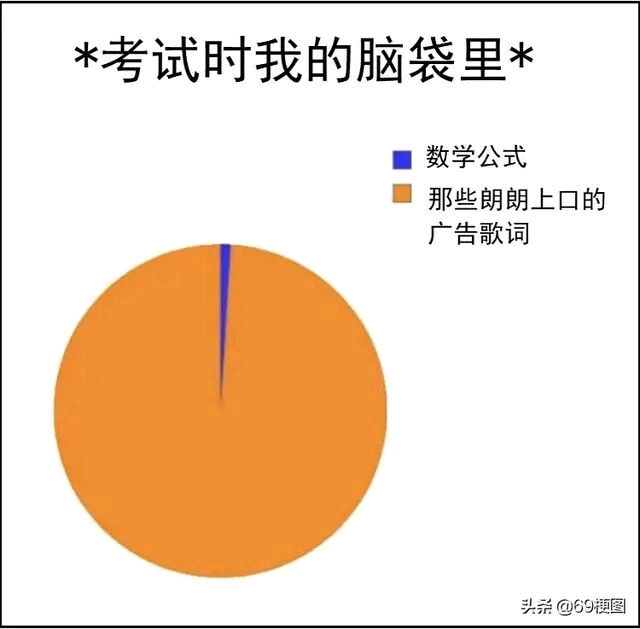 *考试时我的脑袋里*
数学公式
那些朗朗上口的
广告歌词
头条 @69梗图